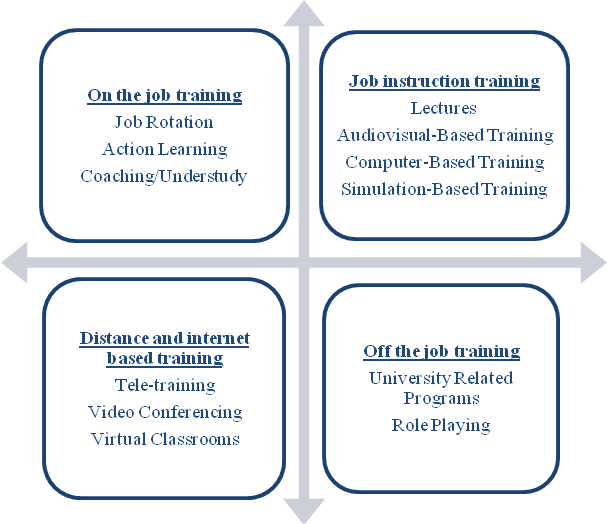 On the job training
Job Rotation
Action Learning
Coaching/Understudy
Job instruction training
Lectures
Audiovisual-Based Training
Computer-Based Training
Simulation-Based Training
Distance and internet
based training
Tele-training
Video Conferencing
Virtual Classrooms
Off the job training
University Related
Programs
Role Playing